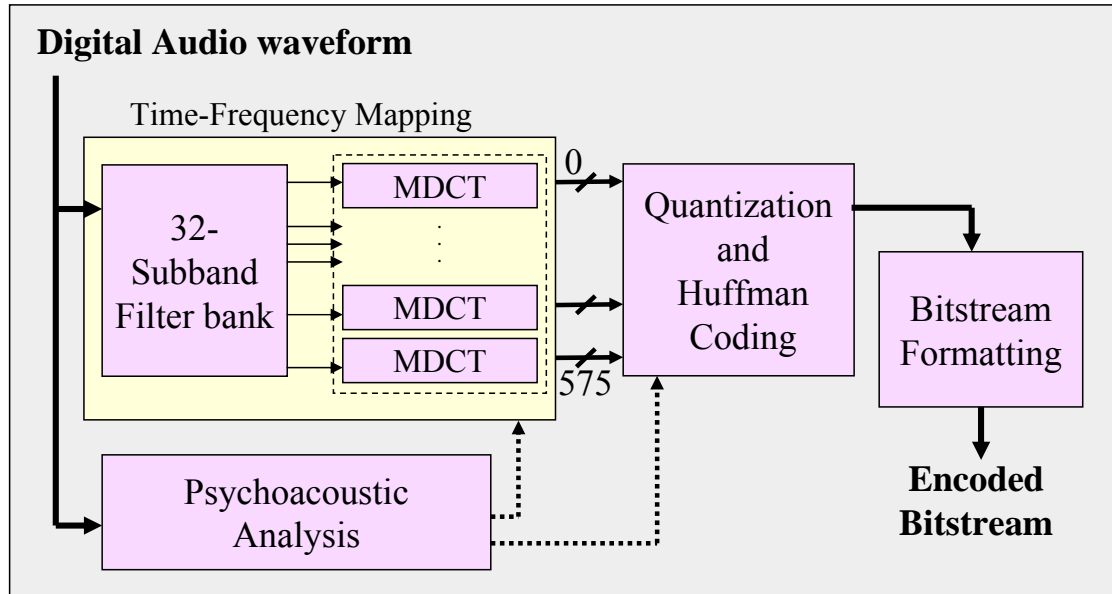 Digital Audio waveform
Time-Frequency Mapping
32-
Subband
Filter bank
MDCT
.
.
.
MDCT
MDCT
0
575
Quantization
and
Huffman
Coding
Bitstream
Formatting
Psychoacoustic
Analysis
Encoded
Bitstream